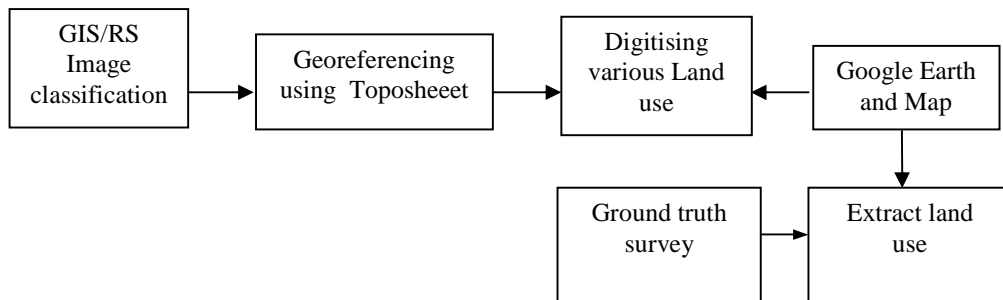 GIS/RS
Image
classification
Georeferencing
using Toposheeet
Digitising
various Land
use
Google Earth
and Map
Ground truth
survey
Extract land
use